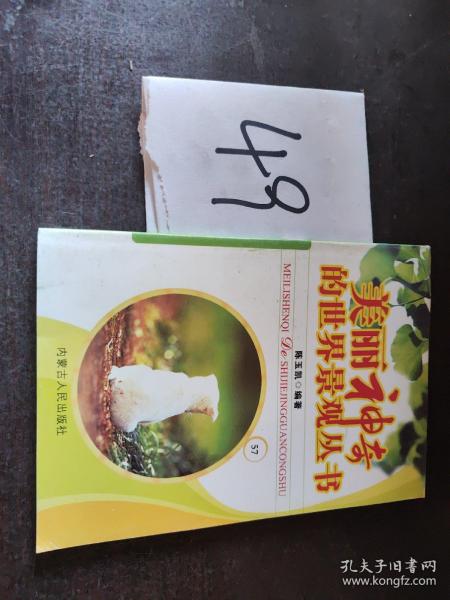 49
美丽神奇
的世界景观丛书
MEILISHENQI De SHIJIEJINGGUANCONGSHU
陈玉凯◎编著
57
内蒙古人民出版社
孔夫子旧书网
www.kongfz.com